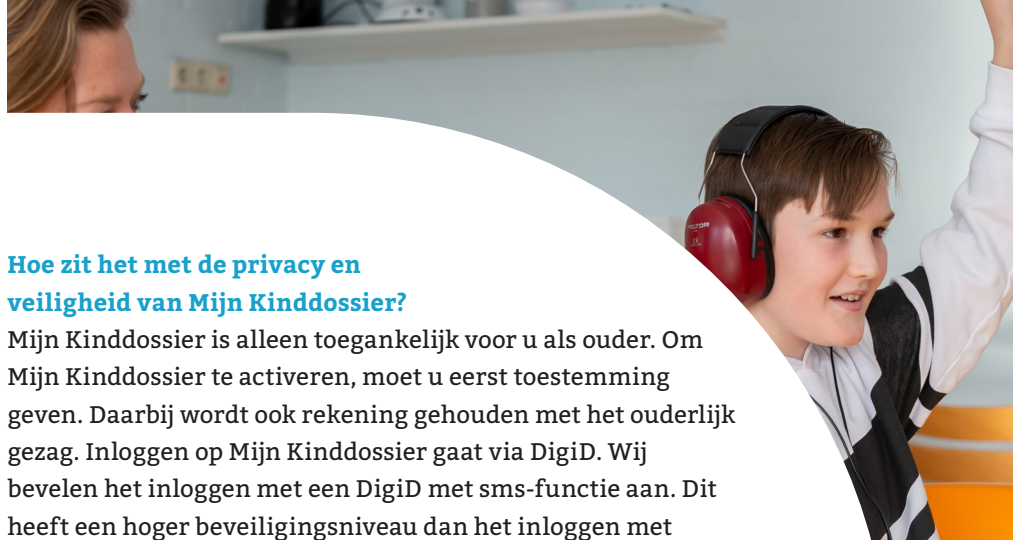 PELTOR
Hoe zit het met de privacy en
veiligheid van Mijn Kinddossier?
Mijn Kinddossier is alleen toegankelijk voor u als ouder. Om
Mijn Kinddossier te activeren, moet u eerst toestemming
geven. Daarbij wordt ook rekening gehouden met het ouderlijk
gezag. Inloggen op Mijn Kinddossier gaat via DigiD. Wij
bevelen het inloggen met een DigiD met sms-functie aan. Dit
heeft een hoger beveiligingsniveau dan het inloggen met